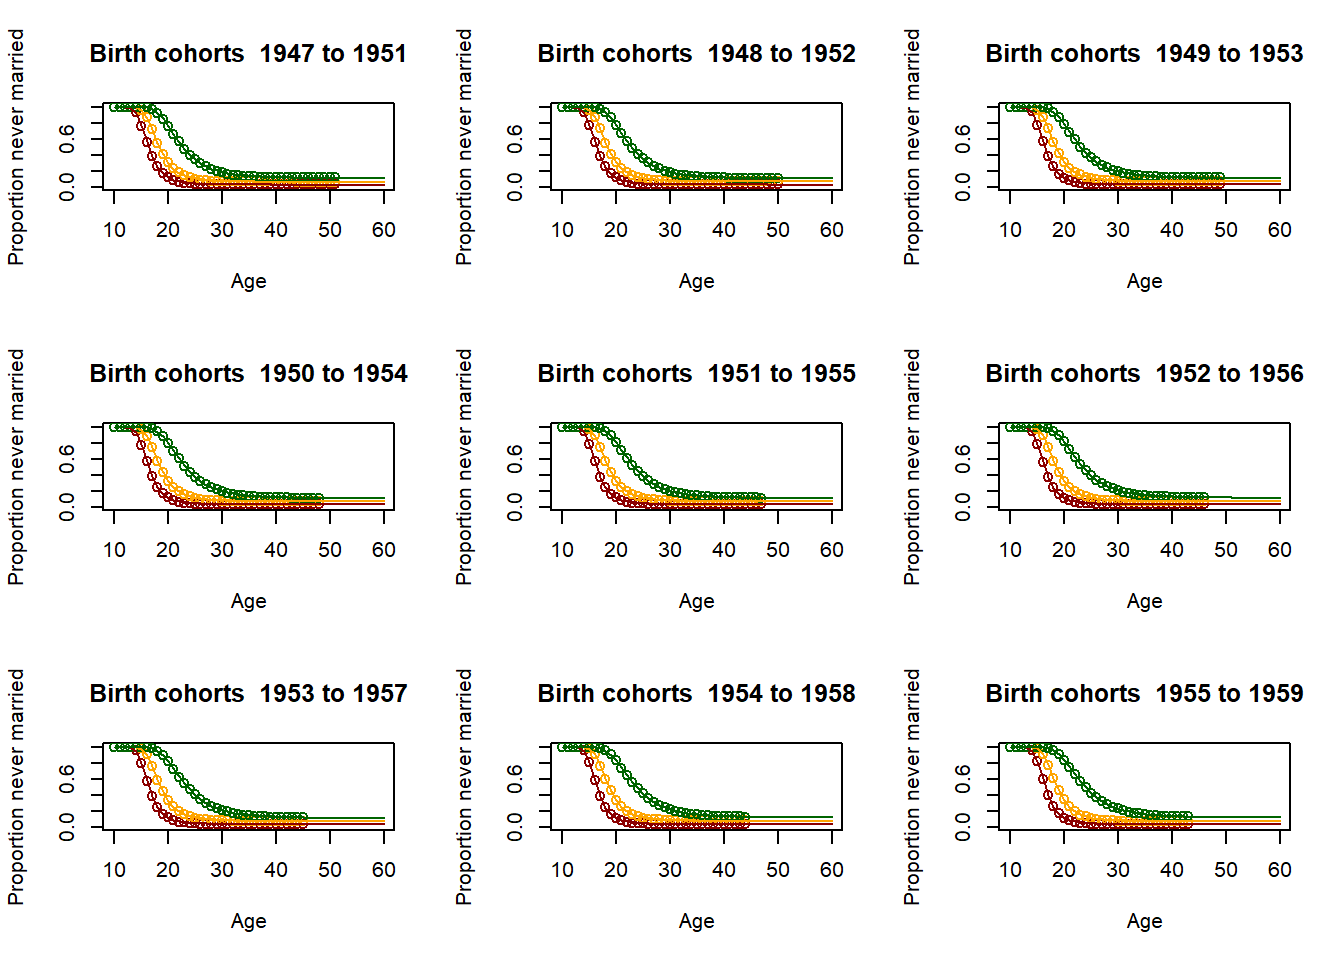 Birth cohorts  1947 to 1951
Proportion never married
0.6
0.0
10 20 30 40 50 60
Age
Birth cohorts  1948 to 1952
Proportion never married
0.6
0.0
10 20 30 40 50 60
Age
Birth cohorts  1949 to 1953
Proportion never married
0.6
0.0
10 20 30 40 50 60
Age
Birth cohorts  1950 to 1954
Proportion never married
0.6
0.0
10 20 30 40 50 60
Age
Birth cohorts  1951 to 1955
Proportion never married
0.6
0.0
10 20 30 40 50 60
Age
Birth cohorts  1952 to 1956
Proportion never married
0.6
0.0
10 20 30 40 50 60
Age
Birth cohorts  1953 to 1957
Proportion never married
0.6
0.0
10 20 30 40 50 60
Age
Birth cohorts  1954 to 1958
Proportion never married
0.6
0.0
10 20 30 40 50 60
Age
Birth cohorts  1955 to 1959
Proportion never married
0.6
0.0
10 20 30 40 50 60
Age